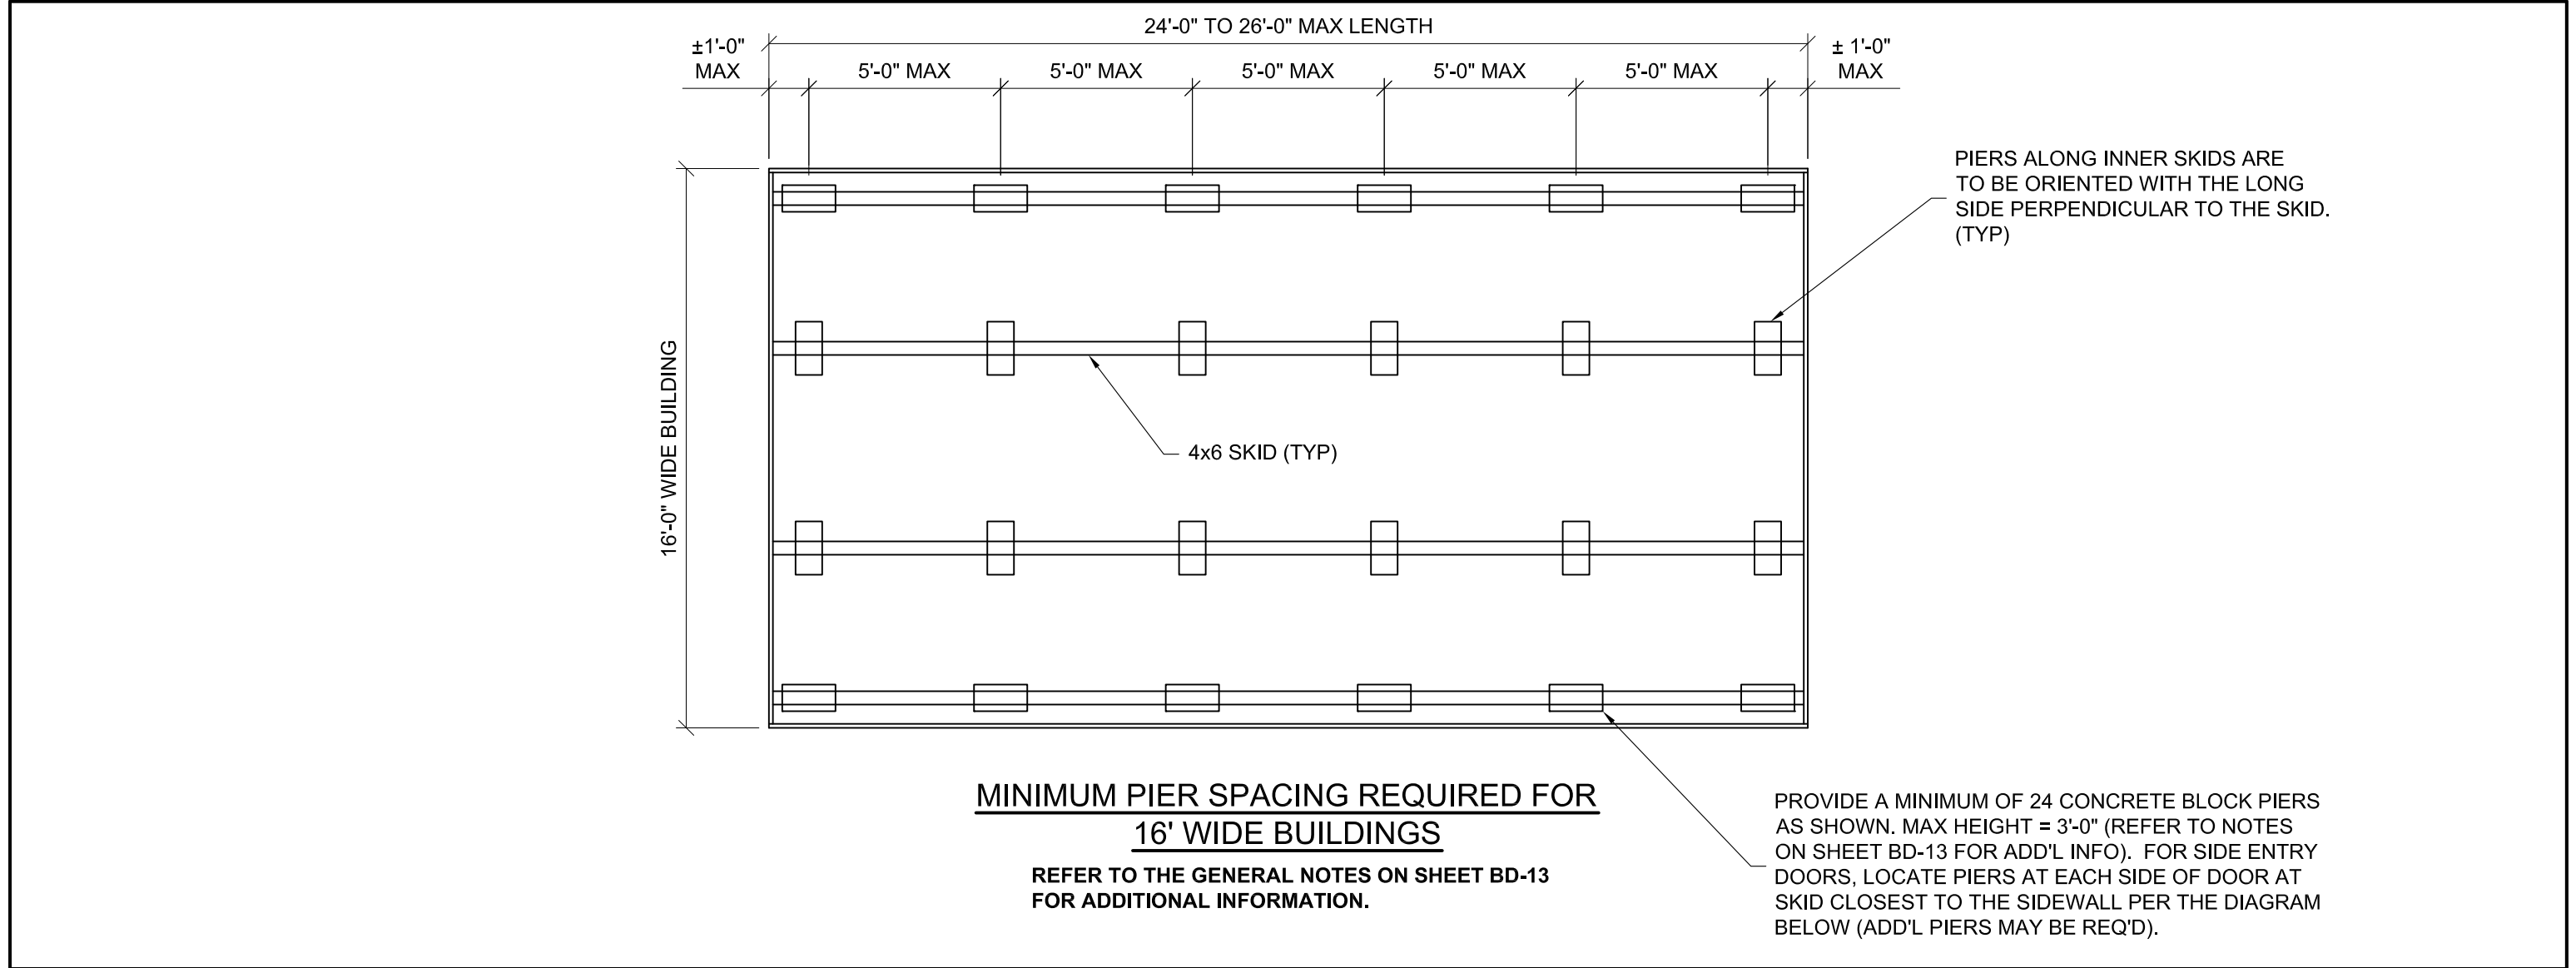 24'-0" TO 26'-0" MAX LENGTH
±1'-0"
MAX
5'-0" MAX
5'-0" MAX
5'-0" MAX
5'-0" MAX
5'-0" MAX
± 1'-0"
MAX
PIERS ALONG INNER SKIDS ARE
TO BE ORIENTED WITH THE LONG
SIDE PERPENDICULAR TO THE SKID.
(TYP)
16'-0" WIDE BUILDING
4x6 SKID (TYP)
MINIMUM PIER SPACING REQUIRED FOR
16' WIDE BUILDINGS
REFER TO THE GENERAL NOTES ON SHEET BD-13
FOR ADDITIONAL INFORMATION.
PROVIDE A MINIMUM OF 24 CONCRETE BLOCK PIERS
AS SHOWN. MAX HEIGHT = 3'-0" (REFER TO NOTES
ON SHEET BD-13 FOR ADD'L INFO).  FOR SIDE ENTRY
DOORS, LOCATE PIERS AT EACH SIDE OF DOOR AT
SKID CLOSEST TO THE SIDEWALL PER THE DIAGRAM
BELOW (ADD'L PIERS MAY BE REQ'D).